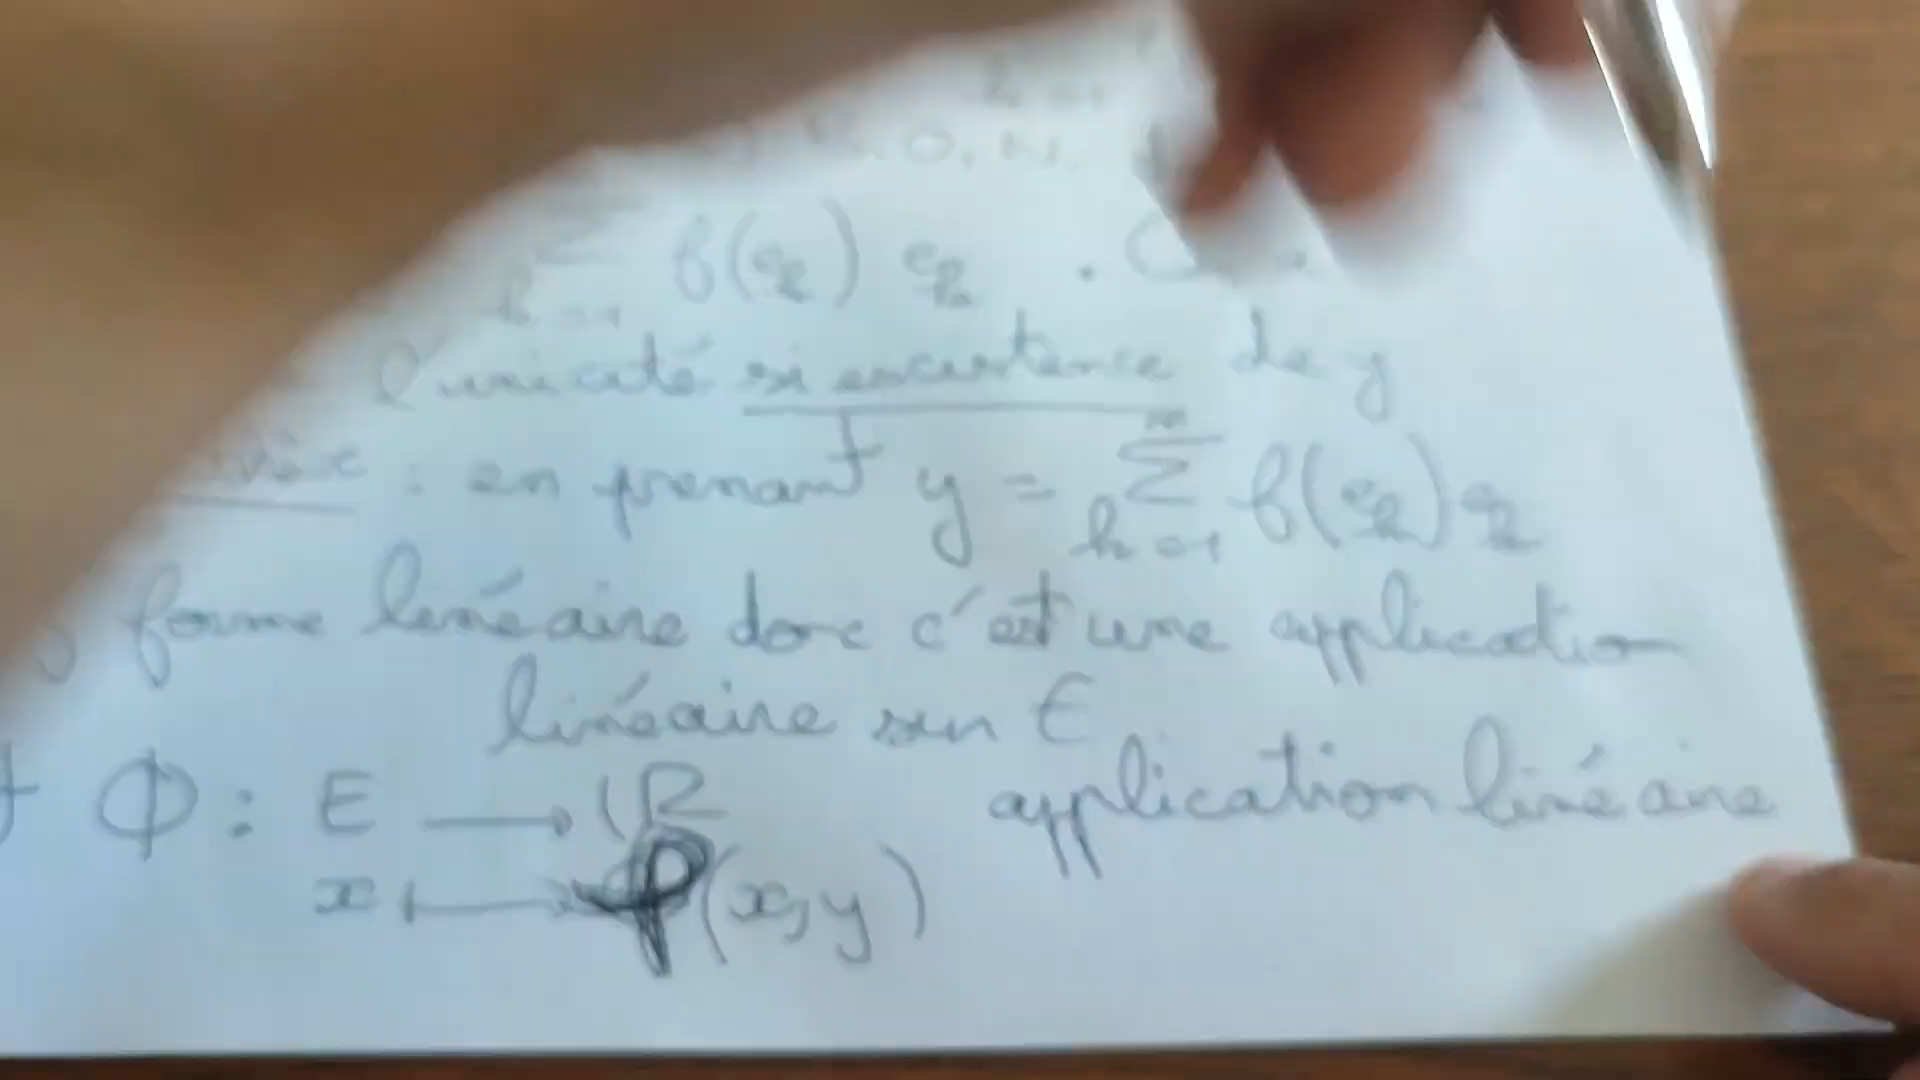 O.N.
f(e_k) e_k .
k=1
l'unicité si existence de y
: en prenant y = n∑k=1 f(e_k) e_k
forme linéaire donc c'est une application
linéaire sur E
Φ : E → ℝ application linéaire
x ↦ φ(x,y)